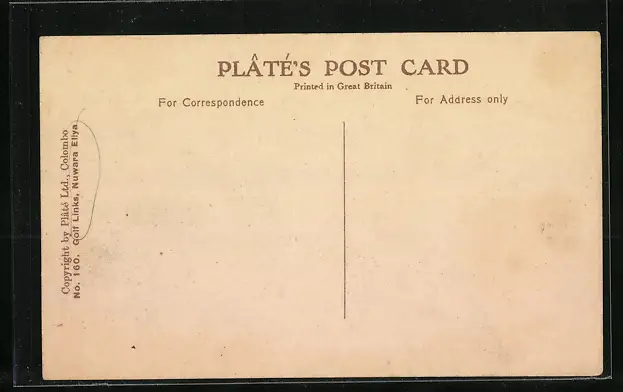 PLÂTÉ'S POST CARD
Printed in Great Britain
For Correspondence
For Address only
Copyright by Plâté Ltd., Colombo
No. 160. Golf Links, Nuwara Eliya